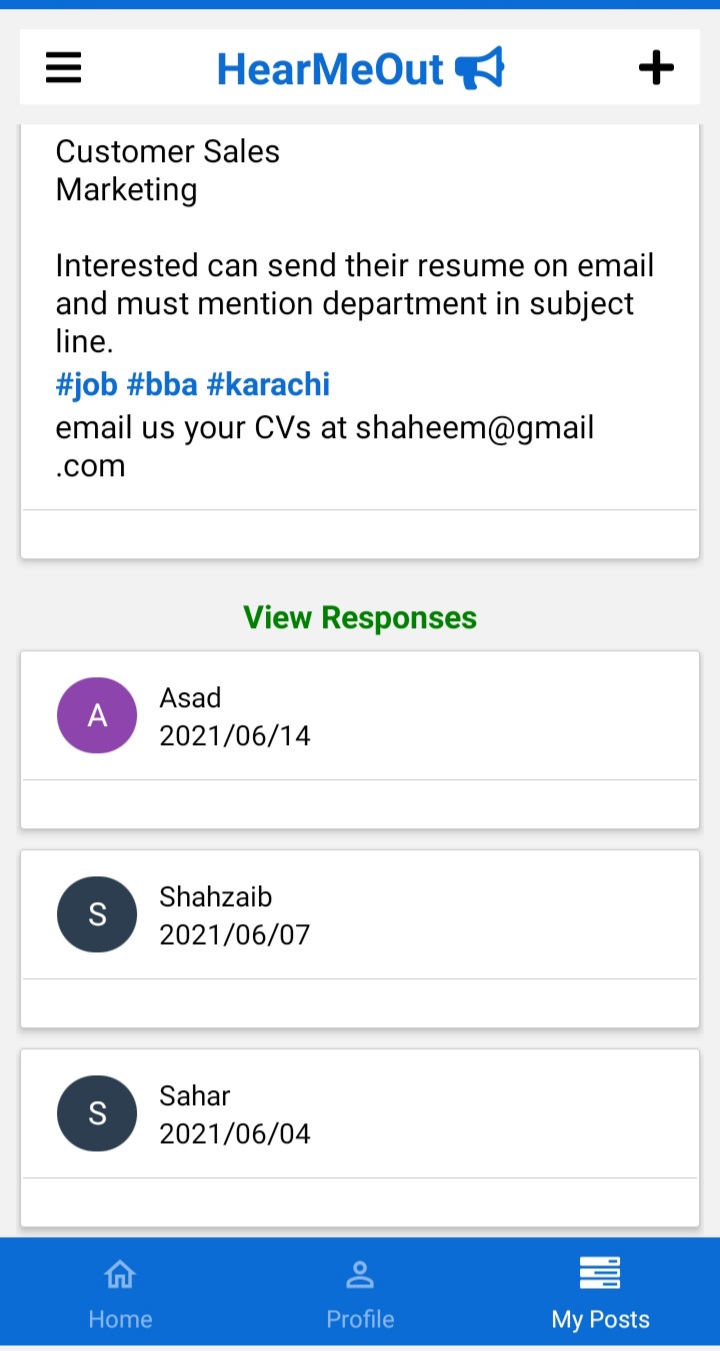 HearMeOut
Customer Sales
Marketing
Interested can send their resume on email
and must mention department in subject
line.
#job #bba #karachi
email us your CVs at shaheem@gmail
.com
View Responses
A
Asad
2021/06/14
S
Shahzaib
2021/06/07
S
Sahar
2021/06/04
Home
Profile
My Posts